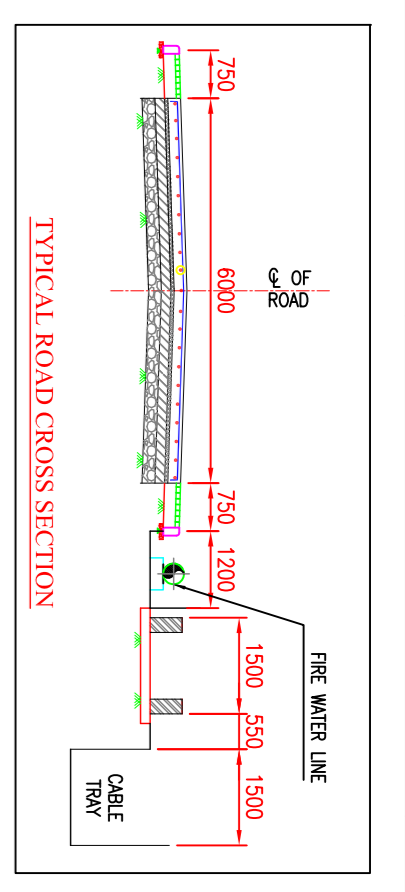 ℄ OF
ROAD
750
6000
750
1200
1500
550
1500
FIRE WATER LINE
CABLE
TRAY
TYPICAL ROAD CROSS SECTION